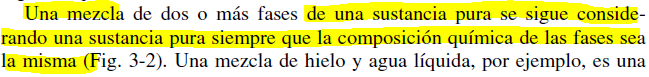 Una mezcla de dos o más fases de una sustancia pura se sigue conside-
rando una sustancia pura siempre que la composición química de las fases sea
la misma (Fig. 3-2). Una mezcla de hielo y agua líquida, por ejemplo, es una